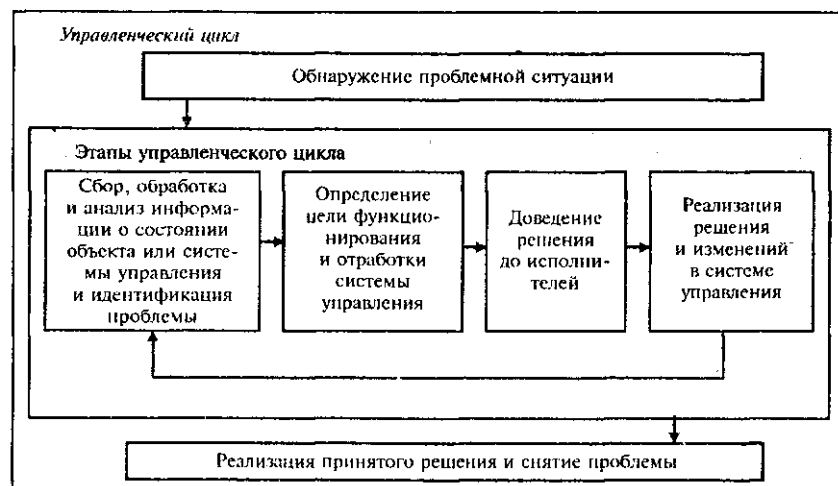 Управленческий цикл
Обнаружение проблемной ситуации
Этапы управленческого цикла
Сбор, обработка
и анализ информа-
ции о состоянии
объекта или систе-
мы управления
и идентификация
проблемы
Определение
цели функцио-
нирования
и отработки
системы
управления
Доведение
решения
до исполни-
телей
Реализация
решения
и изменений
в системе
управления
Реализация принятого решения и снятие проблемы